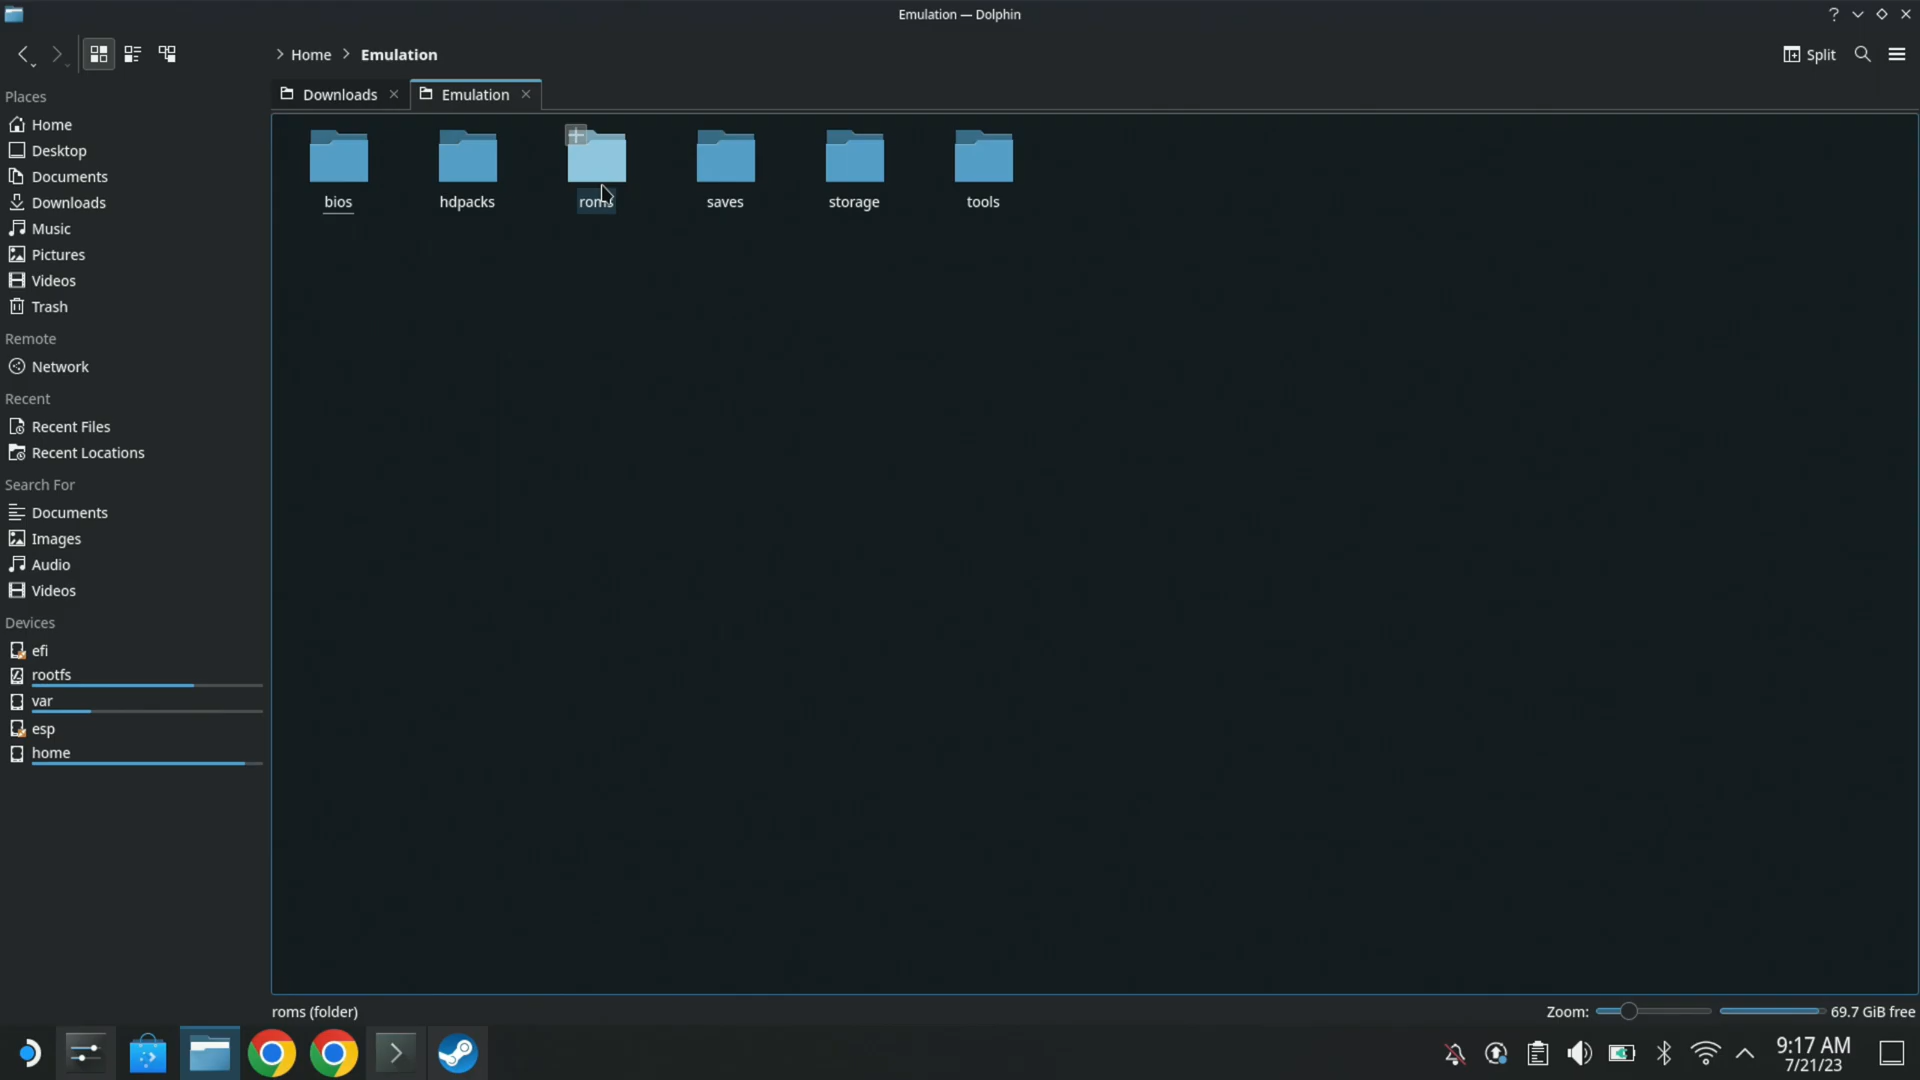 Emulation — Dolphin
Home
Emulation
Split
Places
Home
Desktop
Documents
Downloads
Music
Pictures
Videos
Trash
Remote
Network
Recent
Recent Files
Recent Locations
Search For
Documents
Images
Audio
Videos
Devices
efi
rootfs
var
esp
home
Downloads
Emulation
bios
hdpacks
roms
saves
storage
tools
roms (folder)
Zoom:
69.7 GiB free
9:17 AM
7/21/23